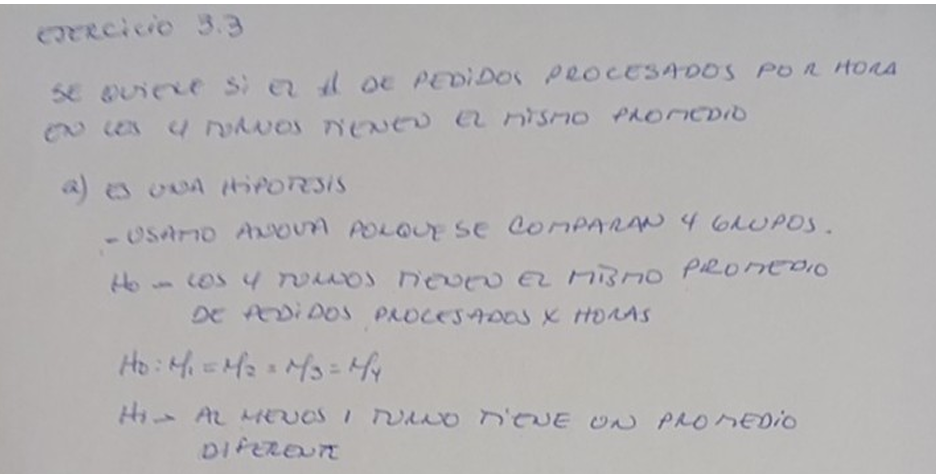 EJERCICIO 3.3
SE QUIERE SI EL # DE PEDIDOS PROCESADOS POR HORA
EN LOS 4 TURNOS TIENEN EL MISMO PROMEDIO
a) ES UNA HIPOTESIS
- USAMO ANOVA PORQUE SE COMPARAN 4 GRUPOS.
H0 - LOS 4 TURNOS TIENEN EL MISMO PROMEDIO
DE PEDIDOS PROCESADOS X HORAS
H0: M1 = M2 = M3 = M4
H1 - AL MENOS 1 TURNO TIENE UN PROMEDIO
DIFERENTE